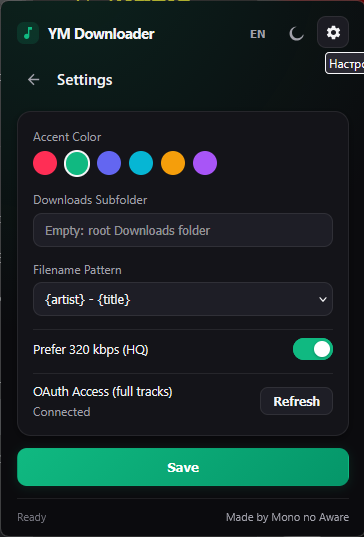 YM Downloader
EN
Настро
Settings
Accent Color
Downloads Subfolder
Empty: root Downloads folder
Filename Pattern
{artist} - {title}
Prefer 320 kbps (HQ)
OAuth Access (full tracks)
Connected
Refresh
Save
Ready
Made by Mono no Aware